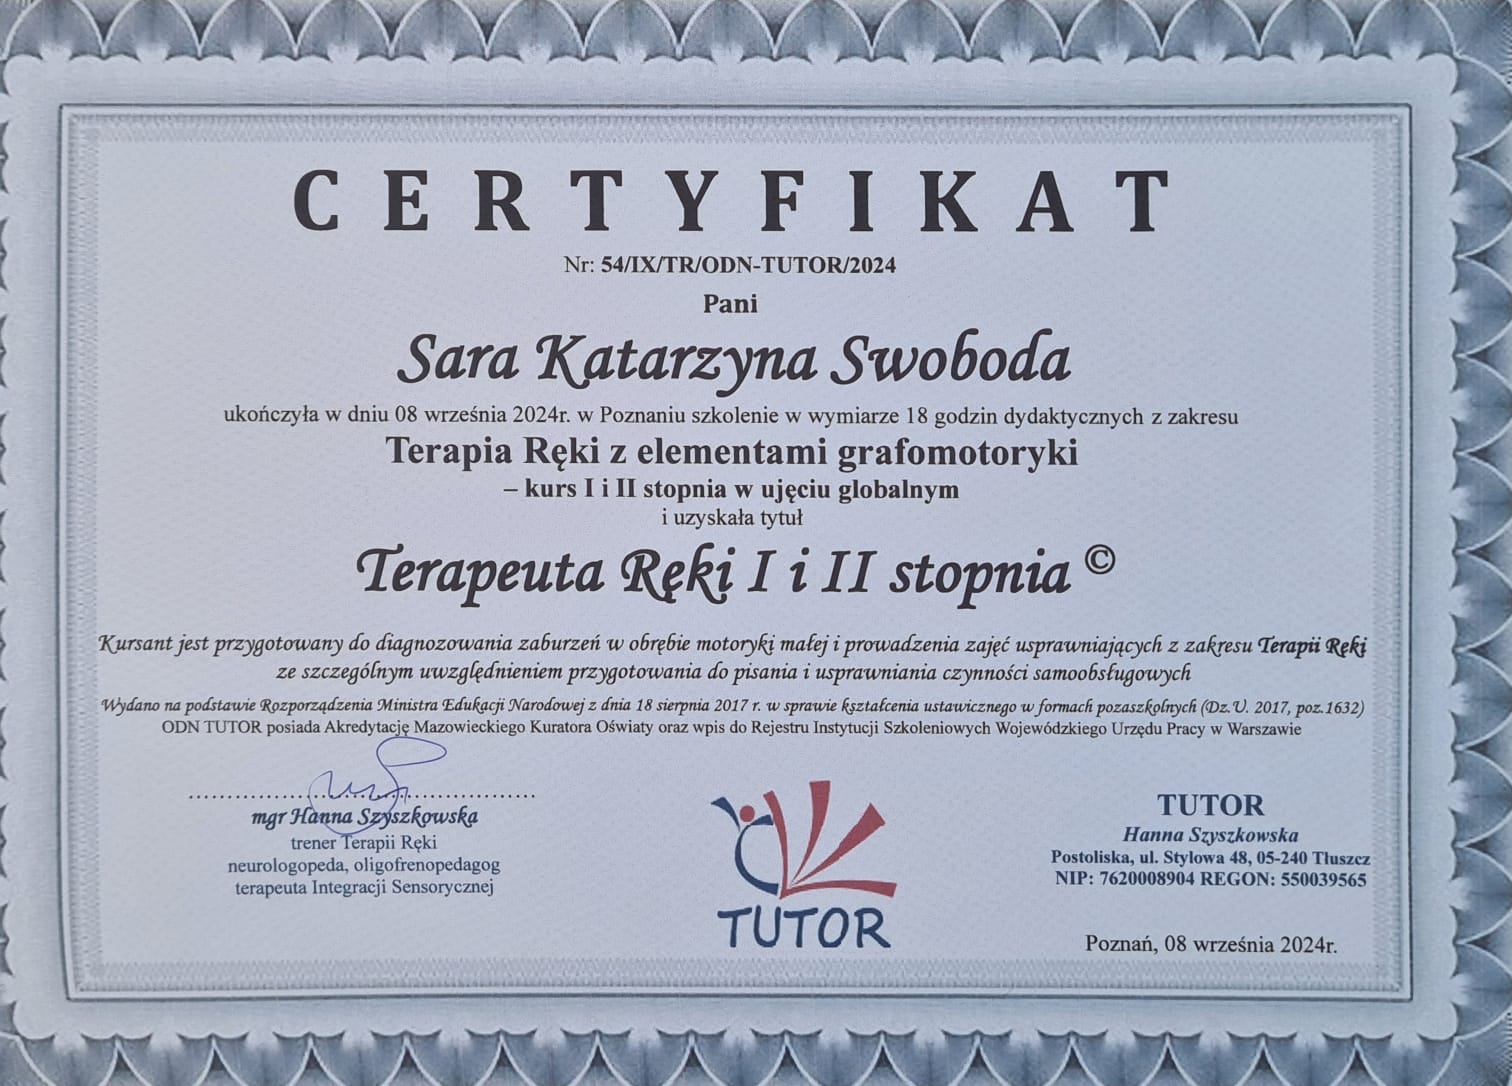 CERTYFIKAT
Nr: 54/IX/TR/ODN-TUTOR/2024
Pani
Sara Katarzyna Swoboda
ukończyła w dniu 08 września 2024r. w Poznaniu szkolenie w wymiarze 18 godzin dydaktycznych z zakresu
Terapia Ręki z elementami grafomotoryki
– kurs I i II stopnia w ujęciu globalnym
i uzyskała tytuł
Terapeuta Ręki I i II stopnia ©
Kursant jest przygotowany do diagnozowania zaburzeń w obrębie motoryki małej i prowadzenia zajęć usprawniających z zakresu Terapii Ręki
ze szczególnym uwzględnieniem przygotowania do pisania i usprawniania czynności samoobsługowych
Wydano na podstawie Rozporządzenia Ministra Edukacji Narodowej z dnia 18 sierpnia 2017 r. w sprawie kształcenia ustawicznego w formach pozaszkolnych (Dz.U. 2017, poz.1632)
ODN TUTOR posiada Akredytację Mazowieckiego Kuratora Oświaty oraz wpis do Rejestru Instytucji Szkoleniowych Wojewódzkiego Urzędu Pracy w Warszawie
mgr Hanna Szyszkowska
trener Terapii Ręki
neurologopeda, oligofrenopedagog
terapeuta Integracji Sensorycznej
TUTOR
TUTOR
Hanna Szyszkowska
Postoliska, ul. Stylowa 48, 05-240 Tłuszcz
NIP: 7620008904 REGON: 550039565
Poznań, 08 września 2024r.